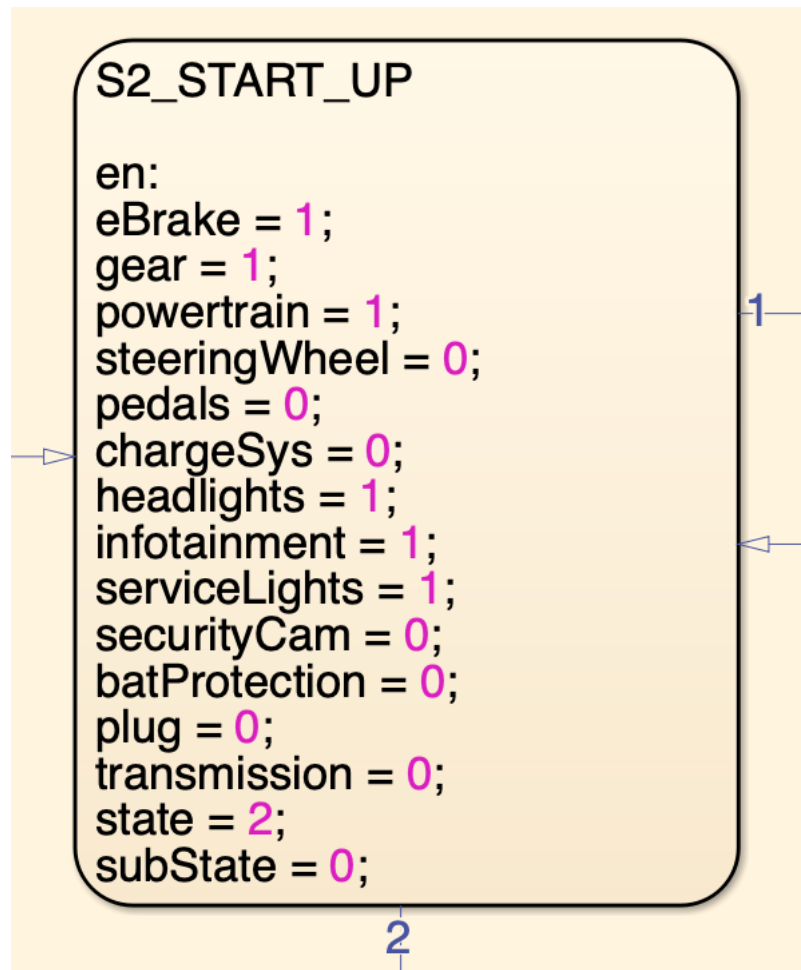 S2_START_UP
en:
eBrake = 1;
gear = 1;
powertrain = 1;
steeringWheel = 0;
pedals = 0;
chargeSys = 0;
headlights = 1;
infotainment = 1;
serviceLights = 1;
securityCam = 0;
batProtection = 0;
plug = 0;
transmission = 0;
state = 2;
subState = 0;
1
2